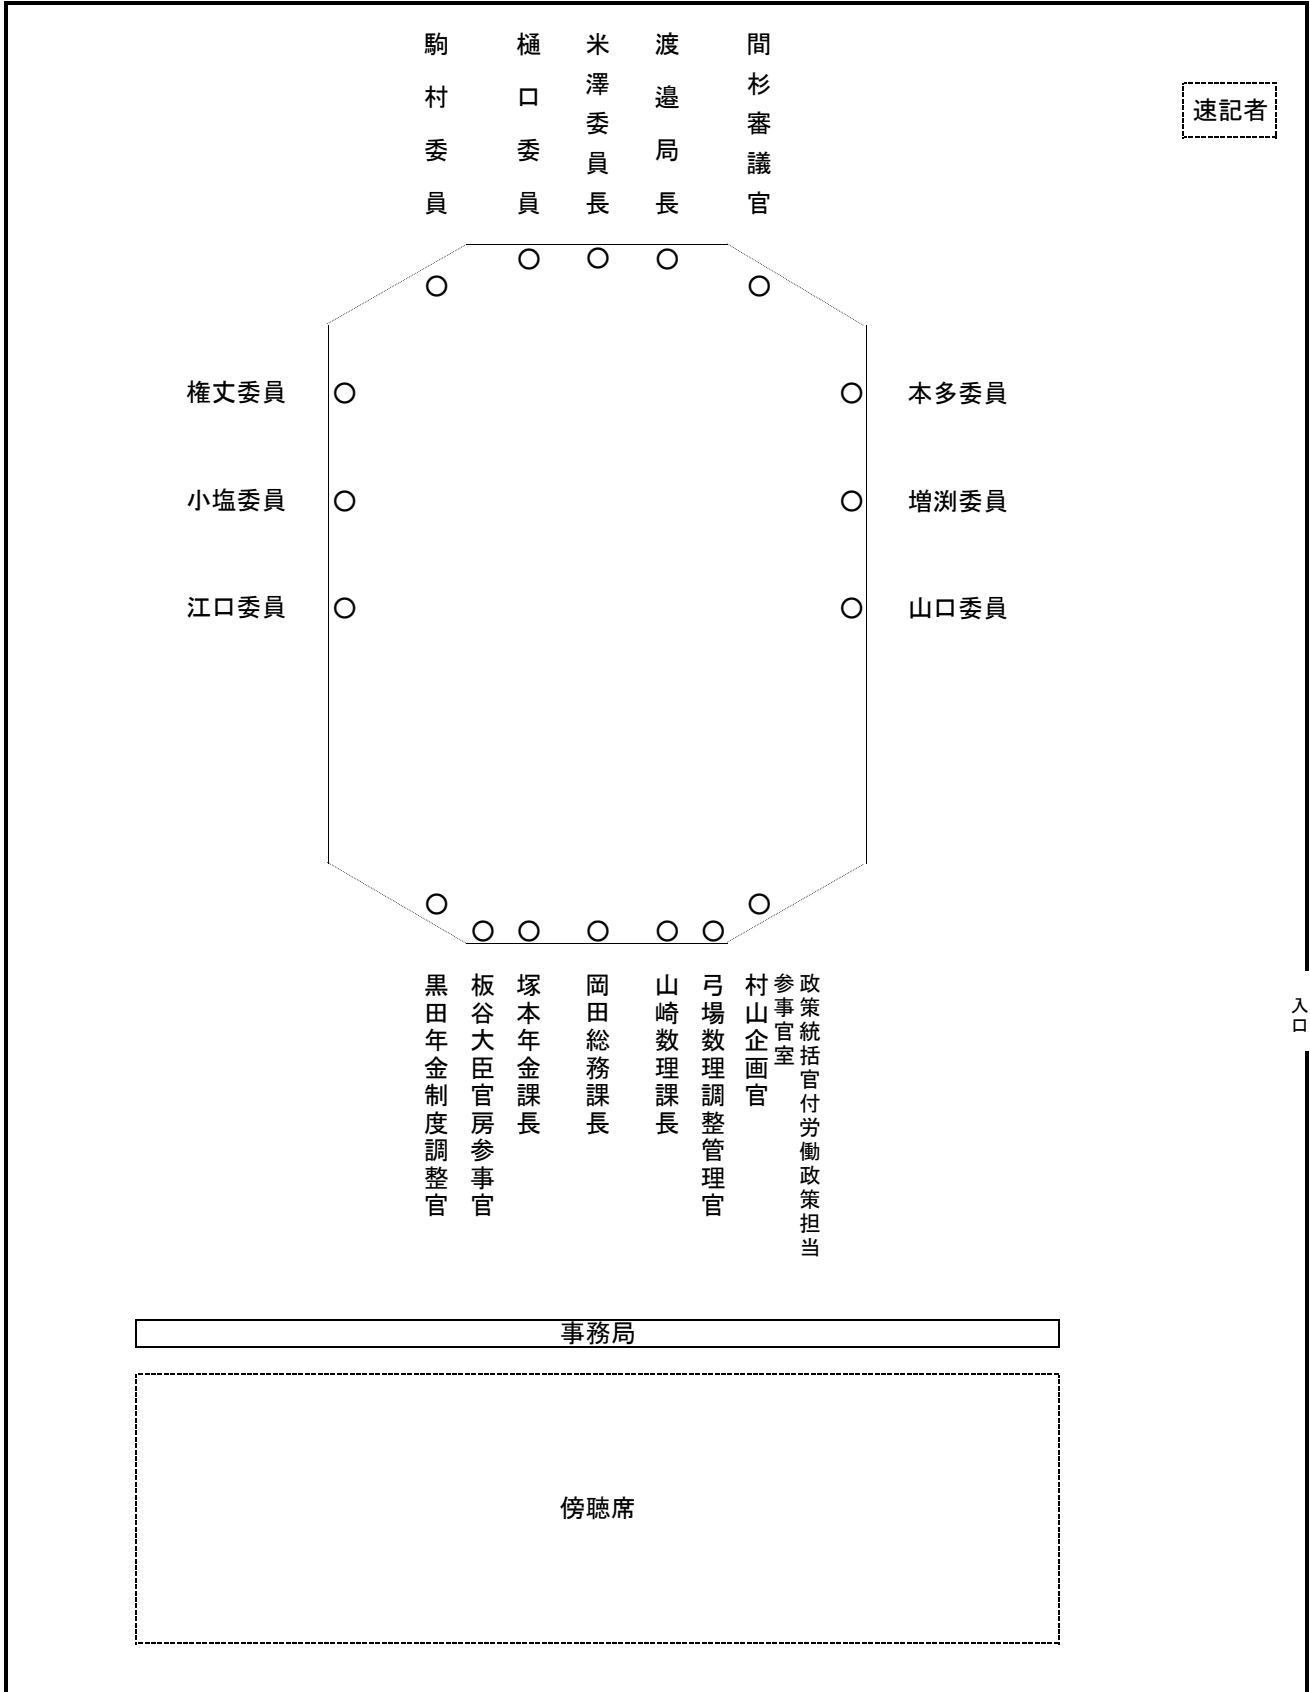 駒村委員
樋口委員
米澤委員長
渡邉局長
間杉審議官
速記者
権丈委員
本多委員
小塩委員
増渕委員
江口委員
山口委員
黒田年金制度調整官
板谷大臣官房参事官
塚本年金課長
岡田総務課長
山崎数理課長
弓場数理調整管理官
政策統括官付労働政策担当
参事官室
村山企画官
入口
事務局
傍聴席